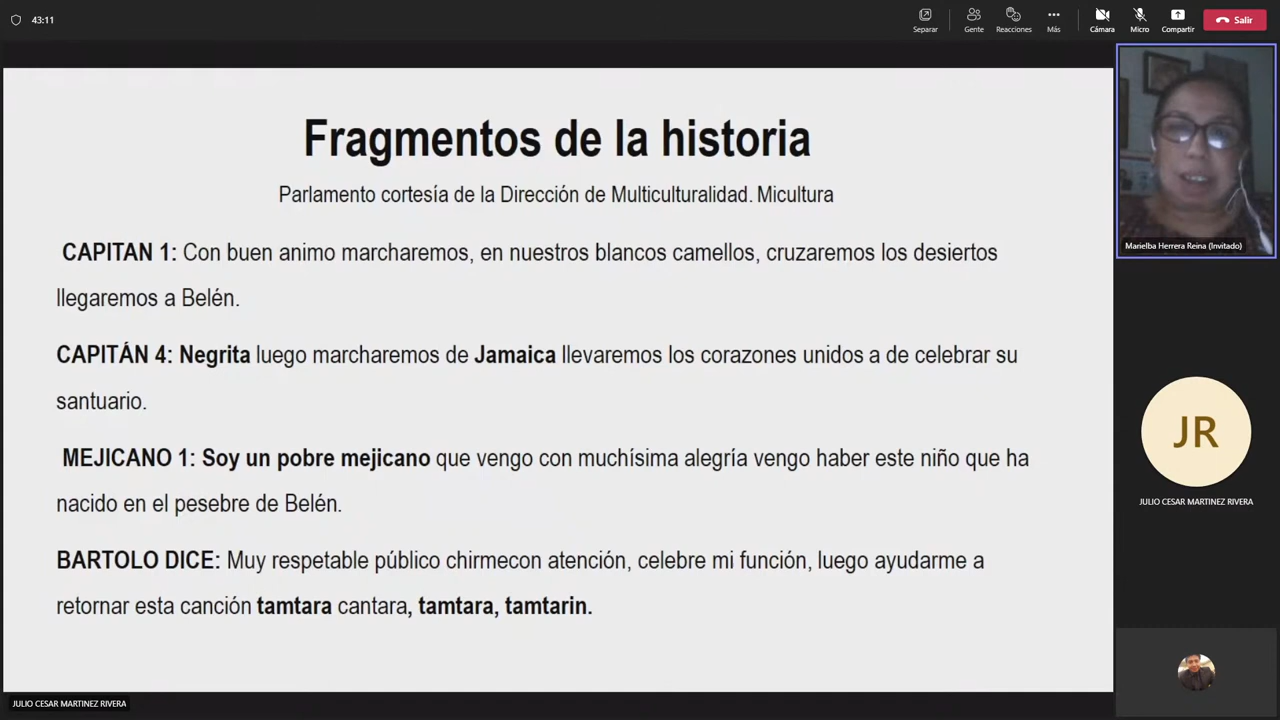 43:11
Separar
Gente
Reacciones
Más
Cámara
Micro
Compartir
Salir
Fragmentos de la historia
Parlamento cortesía de la Dirección de Multiculturalidad. Micultura
CAPITAN 1: Con buen animo marcharemos, en nuestros blancos camellos, cruzaremos los desiertos
llegaremos a Belén.
CAPITÁN 4: Negrita luego marcharemos de Jamaica llevaremos los corazones unidos a de celebrar su
santuario.
MEJICANO 1: Soy un pobre mejicano que vengo con muchísima alegría vengo haber este niño que ha
nacido en el pesebre de Belén.
BARTOLO DICE: Muy respetable público chirmecon atención, celebre mi función, luego ayudarme a
retornar esta canción tamtara cantara, tamtara, tamtarin.
Marielba Herrera Reina (Invitado)
JR
JULIO CESAR MARTINEZ RIVERA
JULIO CESAR MARTINEZ RIVERA